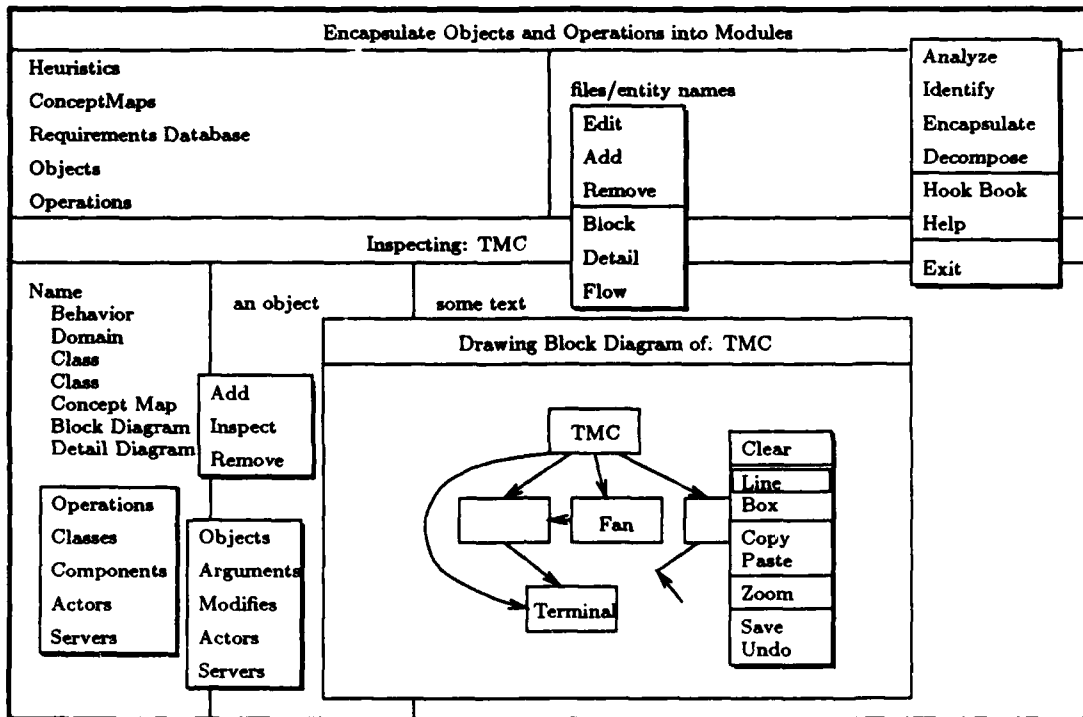 Encapsulate Objects and Operations into Modules
Heuristics
ConceptMaps
Requirements Database
Objects
Operations
files/entity names
Edit
Add
Remove
Block
Detail
Flow
Analyze
Identify
Encapsulate
Decompose
Hook Book
Help
Exit
Inspecting: TMC
Name
Behavior
Domain
Class
Class
Concept Map
Block Diagram
Detail Diagram
an object
some text
Add
Inspect
Remove
Operations
Classes
Components
Actors
Servers
Objects
Arguments
Modifies
Actors
Servers
Drawing Block Diagram of: TMC
TMC
Fan
Terminal
Clear
Line
Box
Copy
Paste
Zoom
Save
Undo